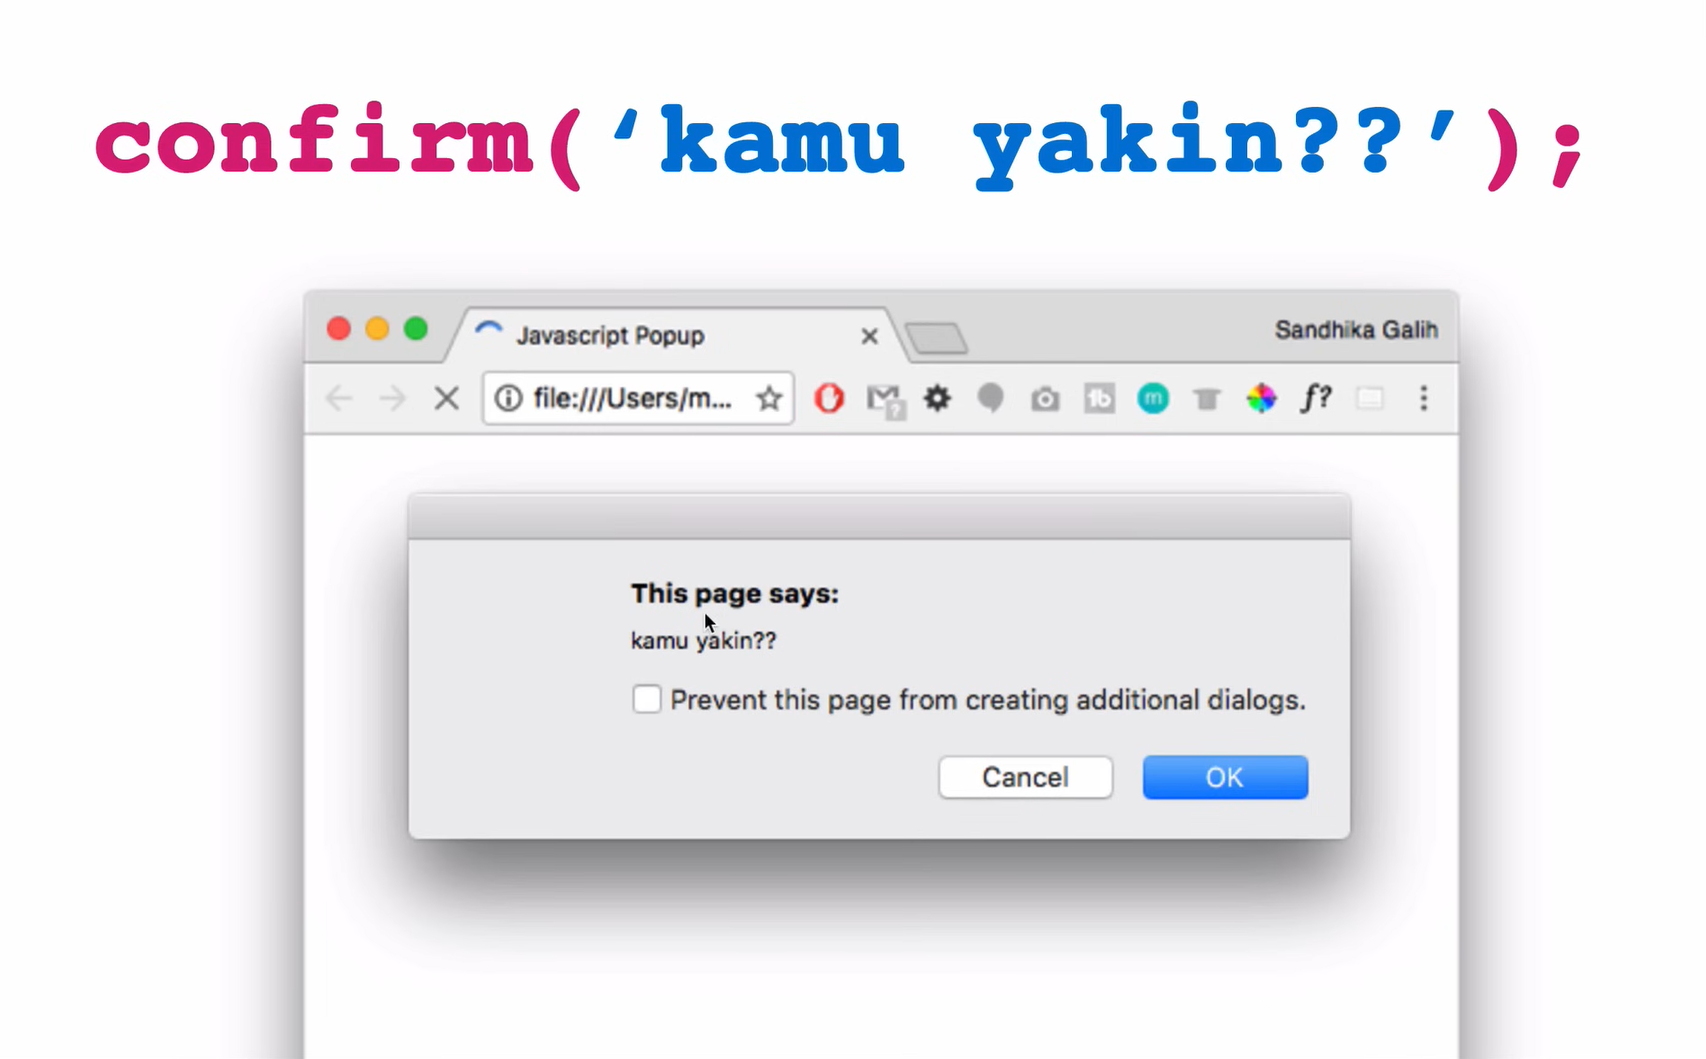 confirm(‘kamu yakin??’);
Javascript Popup
Sandhika Galih
file:///Users/m...
?
tb
m
f?
This page says:
kamu yakin??
Prevent this page from creating additional dialogs.
Cancel
OK